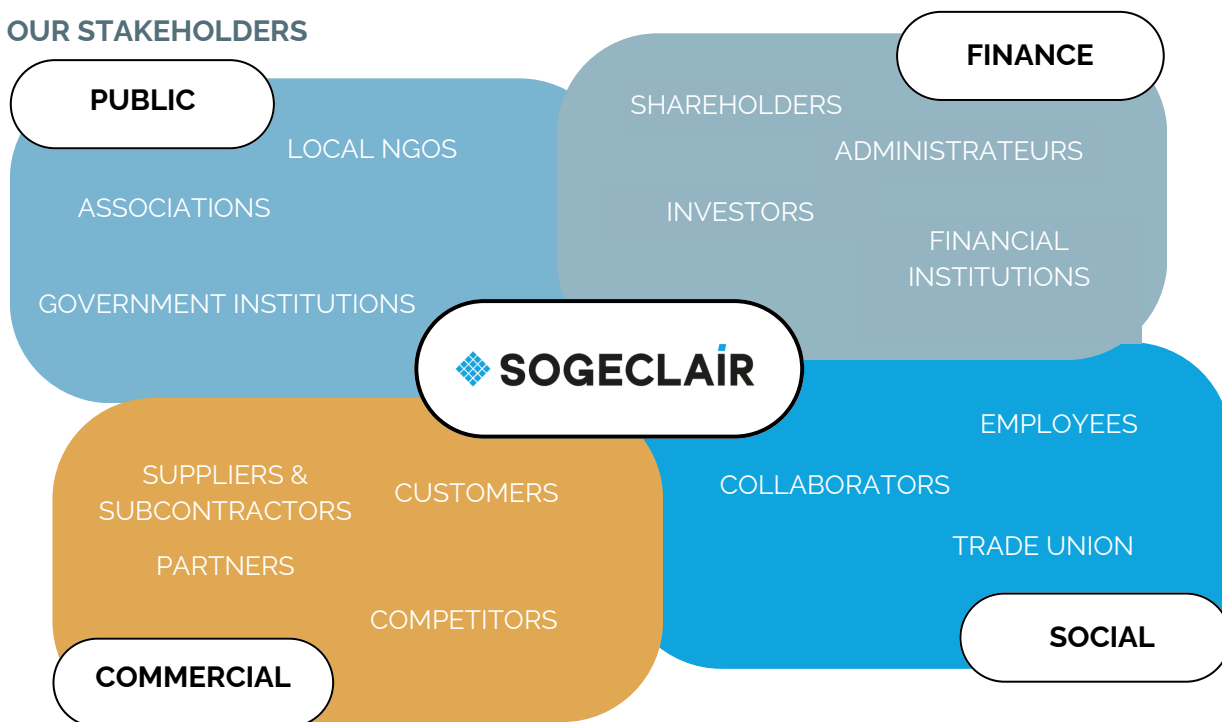 OUR STAKEHOLDERS
PUBLIC
LOCAL NGOS
ASSOCIATIONS
GOVERNMENT INSTITUTIONS
FINANCE
SHAREHOLDERS
ADMINISTRATEURS
INVESTORS
FINANCIAL
INSTITUTIONS
SOGECLAIR
SUPPLIERS &
SUBCONTRACTORS
CUSTOMERS
PARTNERS
COMPETITORS
COMMERCIAL
EMPLOYEES
COLLABORATORS
TRADE UNION
SOCIAL